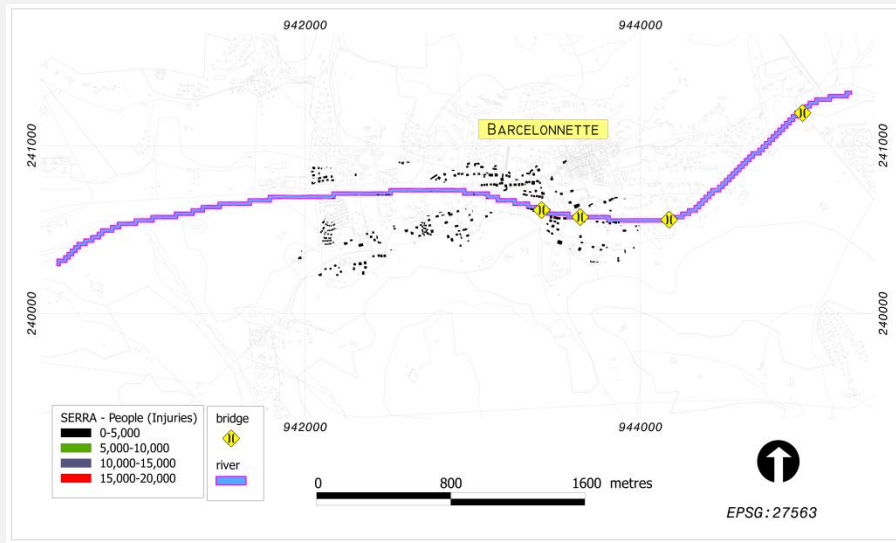 942000
944000
241000
241000
BARCELONNETTE
240000
240000
942000
944000
SERRA - People (Injuries)
0-5,000
5,000-10,000
10,000-15,000
15,000-20,000
bridge
river
0 800 1600 metres
EPSG:27563